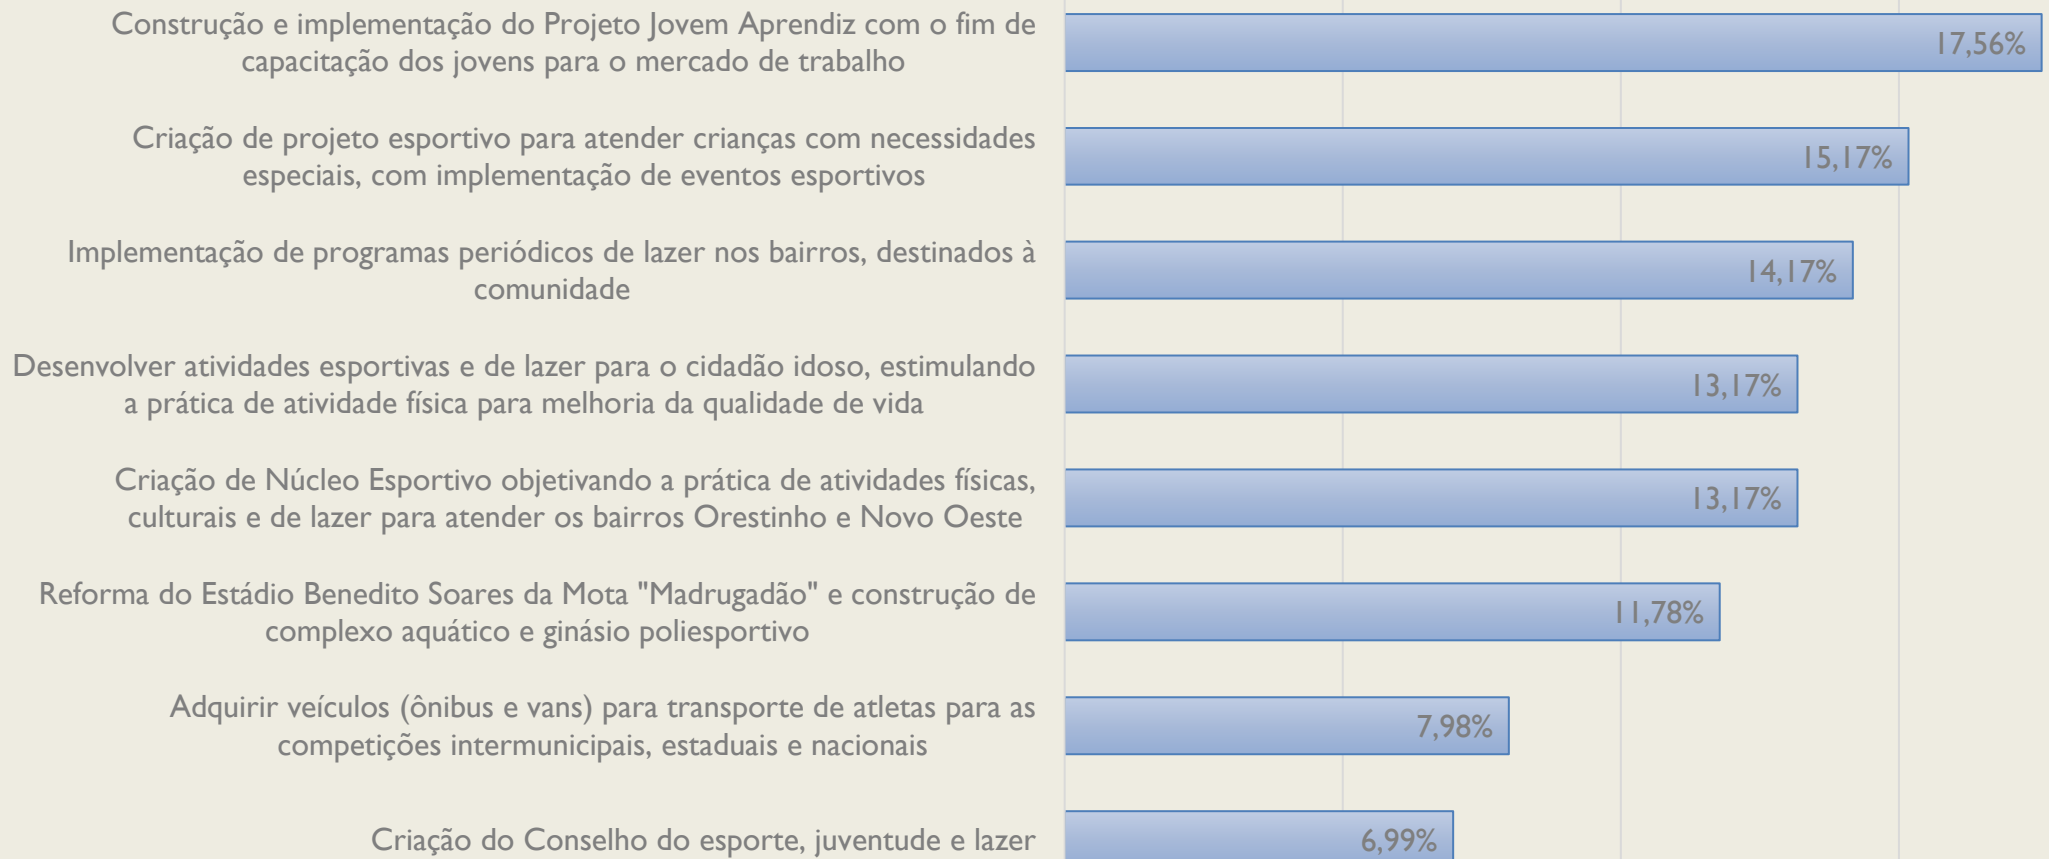 Construção e implementação do Projeto Jovem Aprendiz com o fim de
capacitação dos jovens para o mercado de trabalho
17,56%
Criação de projeto esportivo para atender crianças com necessidades
especiais, com implementação de eventos esportivos
15,17%
Implementação de programas periódicos de lazer nos bairros, destinados à
comunidade
14,17%
Desenvolver atividades esportivas e de lazer para o cidadão idoso, estimulando
a prática de atividade física para melhoria da qualidade de vida
13,17%
Criação de Núcleo Esportivo objetivando a prática de atividades físicas,
culturais e de lazer para atender os bairros Orestinho e Novo Oeste
13,17%
Reforma do Estádio Benedito Soares da Mota "Madrugadão" e construção de
complexo aquático e ginásio poliesportivo
11,78%
Adquirir veículos (ônibus e vans) para transporte de atletas para as
competições intermunicipais, estaduais e nacionais
7,98%
Criação do Conselho do esporte, juventude e lazer
6,99%